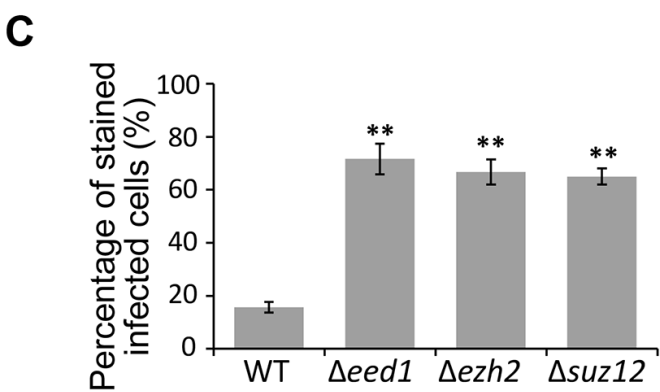 C
Percentage of stained
infected cells (%)
100
80
60
40
20
0
**
**
**
WT Δeed1 Δezh2 Δsuz12